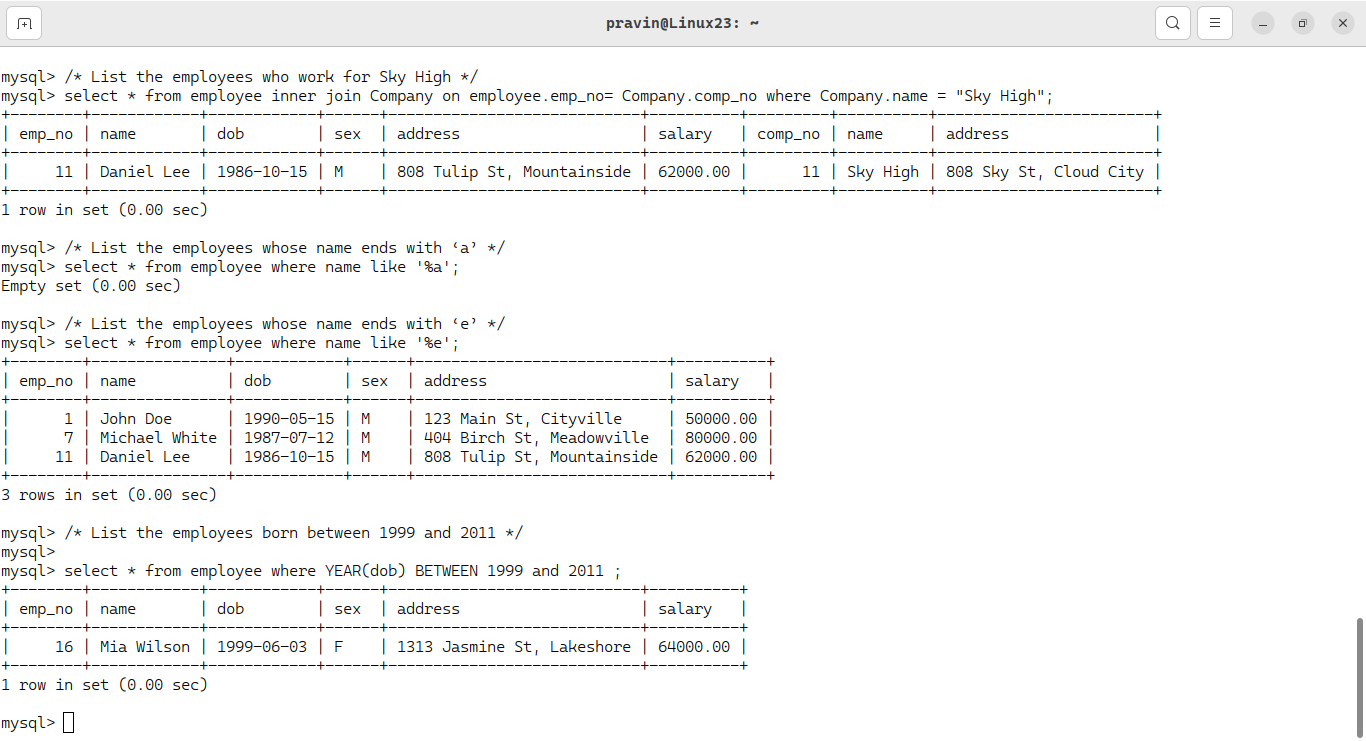 pravin@Linux23: ~
mysql> /* List the employees who work for Sky High */
mysql> select * from employee inner join Company on employee.emp_no= Company.comp_no where Company.name = "Sky High";
+--------+------------+------------+------+----------------------------+----------+---------+----------+------------------------+
| emp_no | name       | dob        | sex  | address                    | salary   | comp_no | name     | address                |
+--------+------------+------------+------+----------------------------+----------+---------+----------+------------------------+
|     11 | Daniel Lee | 1986-10-15 | M    | 808 Tulip St, Mountainside | 62000.00 |      11 | Sky High | 808 Sky St, Cloud City |
+--------+------------+------------+------+----------------------------+----------+---------+----------+------------------------+
1 row in set (0.00 sec)
mysql> /* List the employees whose name ends with ‘a’ */
mysql> select * from employee where name like '%a';
Empty set (0.00 sec)
mysql> /* List the employees whose name ends with ‘e’ */
mysql> select * from employee where name like '%e';
+--------+---------------+------------+------+----------------------------+----------+
| emp_no | name          | dob        | sex  | address                    | salary   |
+--------+---------------+------------+------+----------------------------+----------+
|      1 | John Doe      | 1990-05-15 | M    | 123 Main St, Cityville     | 50000.00 |
|      7 | Michael White | 1987-07-12 | M    | 404 Birch St, Meadowville  | 80000.00 |
|     11 | Daniel Lee    | 1986-10-15 | M    | 808 Tulip St, Mountainside | 62000.00 |
+--------+---------------+------------+------+----------------------------+----------+
3 rows in set (0.00 sec)
mysql> /* List the employees born between 1999 and 2011 */
mysql>
mysql> select * from employee where YEAR(dob) BETWEEN 1999 and 2011 ;
+--------+------------+------------+------+----------------------------+----------+
| emp_no | name       | dob        | sex  | address                    | salary   |
+--------+------------+------------+------+----------------------------+----------+
|     16 | Mia Wilson | 1999-06-03 | F    | 1313 Jasmine St, Lakeshore | 64000.00 |
+--------+------------+------------+------+----------------------------+----------+
1 row in set (0.00 sec)
mysql>